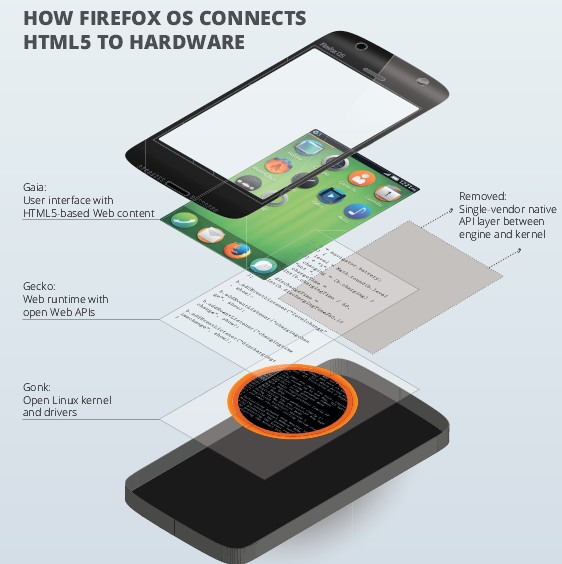 HOW FIREFOX OS CONNECTS
HTML5 TO HARDWARE
Firefox OS
Gaia:
User interface with
HTML5-based Web content
Removed:
Single-vendor native
API layer between
engine and kernel
Gecko:
Web runtime with
open Web APIs
Gonk:
Open Linux kernel
and drivers